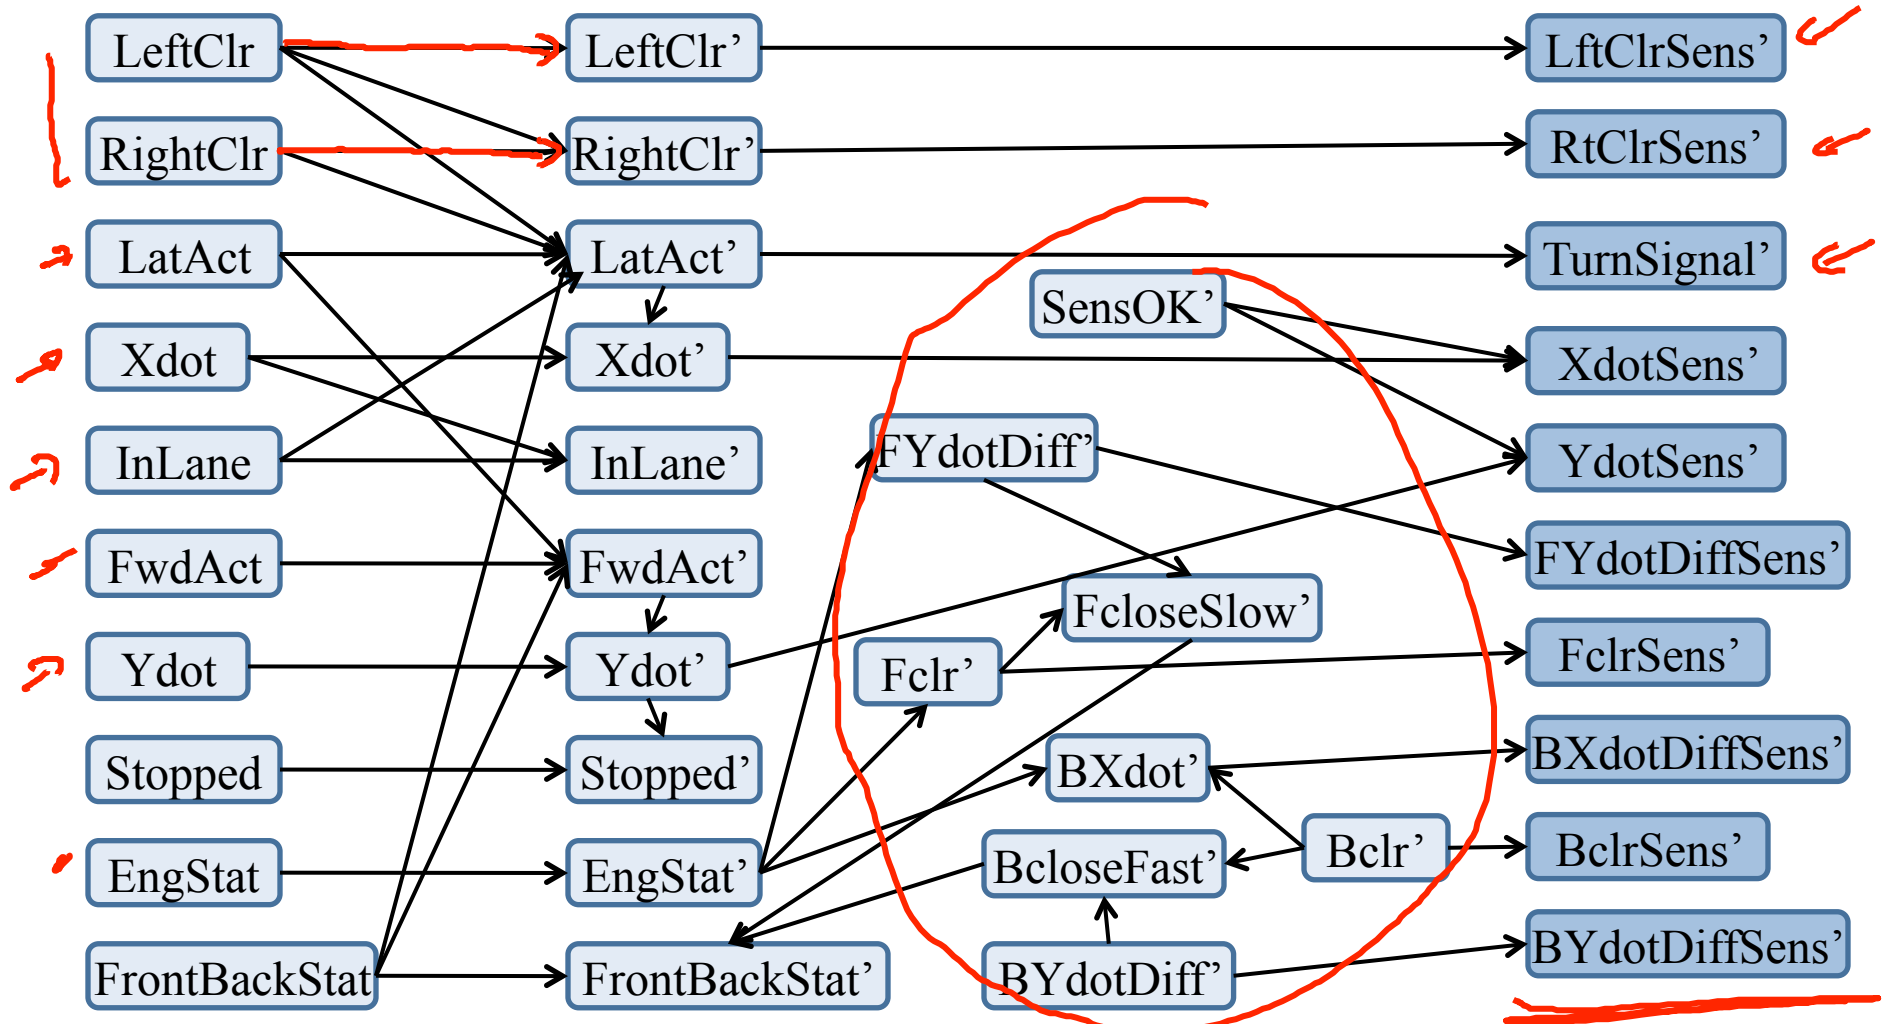 LeftClr LeftClr’ LftClrSens’
RightClr RightClr’ RtClrSens’
LatAct LatAct’ TurnSignal’
SensOK’
Xdot Xdot’ XdotSens’
InLane InLane’ FYdotDiff’ YdotSens’
FwdAct FwdAct’ FYdotDiffSens’
FcloseSlow’
Ydot Ydot’ Fclr’ FclrSens’
Stopped Stopped’ BXdot’ BXdotDiffSens’
EngStat EngStat’ BcloseFast’ Bclr’ BclrSens’
FrontBackStat FrontBackStat’ BYdotDiff’ BYdotDiffSens’